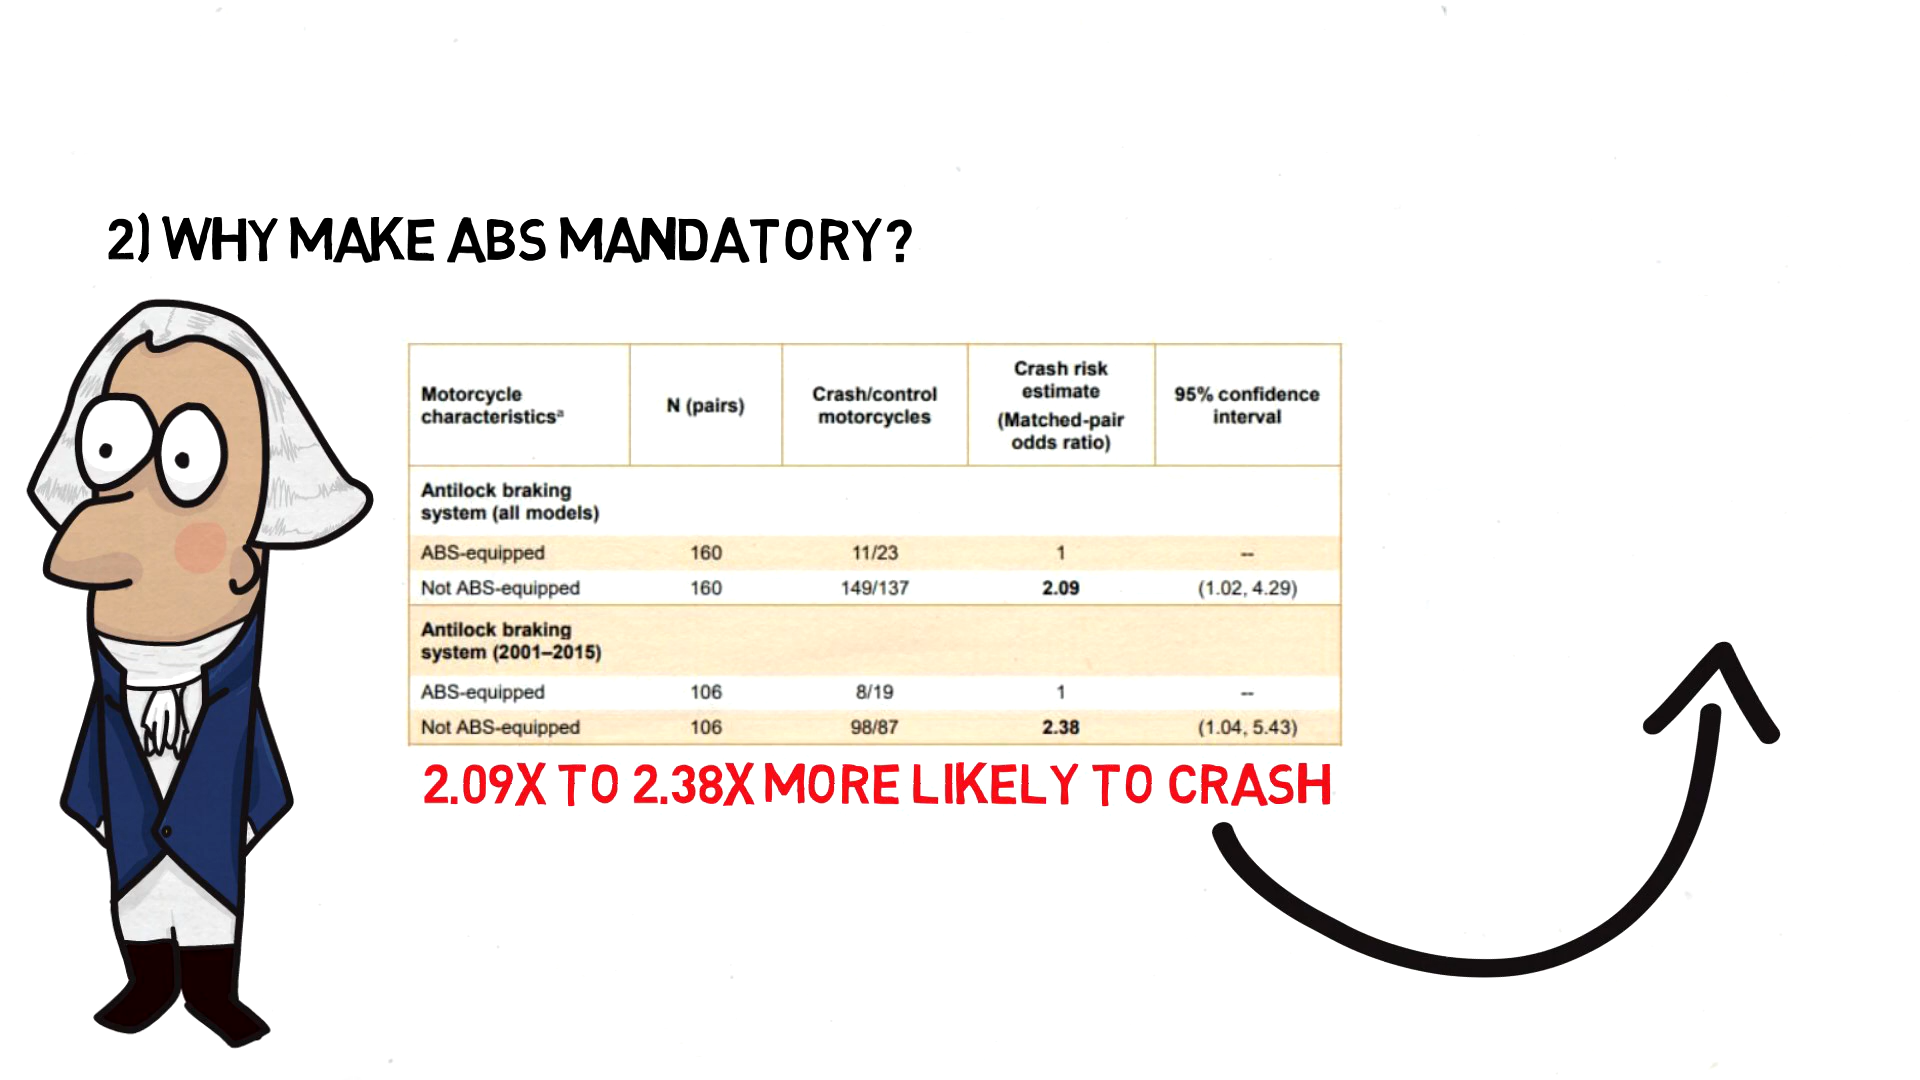 2) WHY MAKE ABS MANDATORY?
Motorcycle characteristicsª N (pairs) Crash/control motorcycles Crash risk estimate (Matched-pair odds ratio) 95% confidence interval
Antilock braking
system (all models)
ABS-equipped 160 11/23 1 --
Not ABS-equipped 160 149/137 2.09 (1.02, 4.29)
Antilock braking
system (2001–2015)
ABS-equipped 106 8/19 1 --
Not ABS-equipped 106 98/87 2.38 (1.04, 5.43)
2.09X TO 2.38X MORE LIKELY TO CRASH